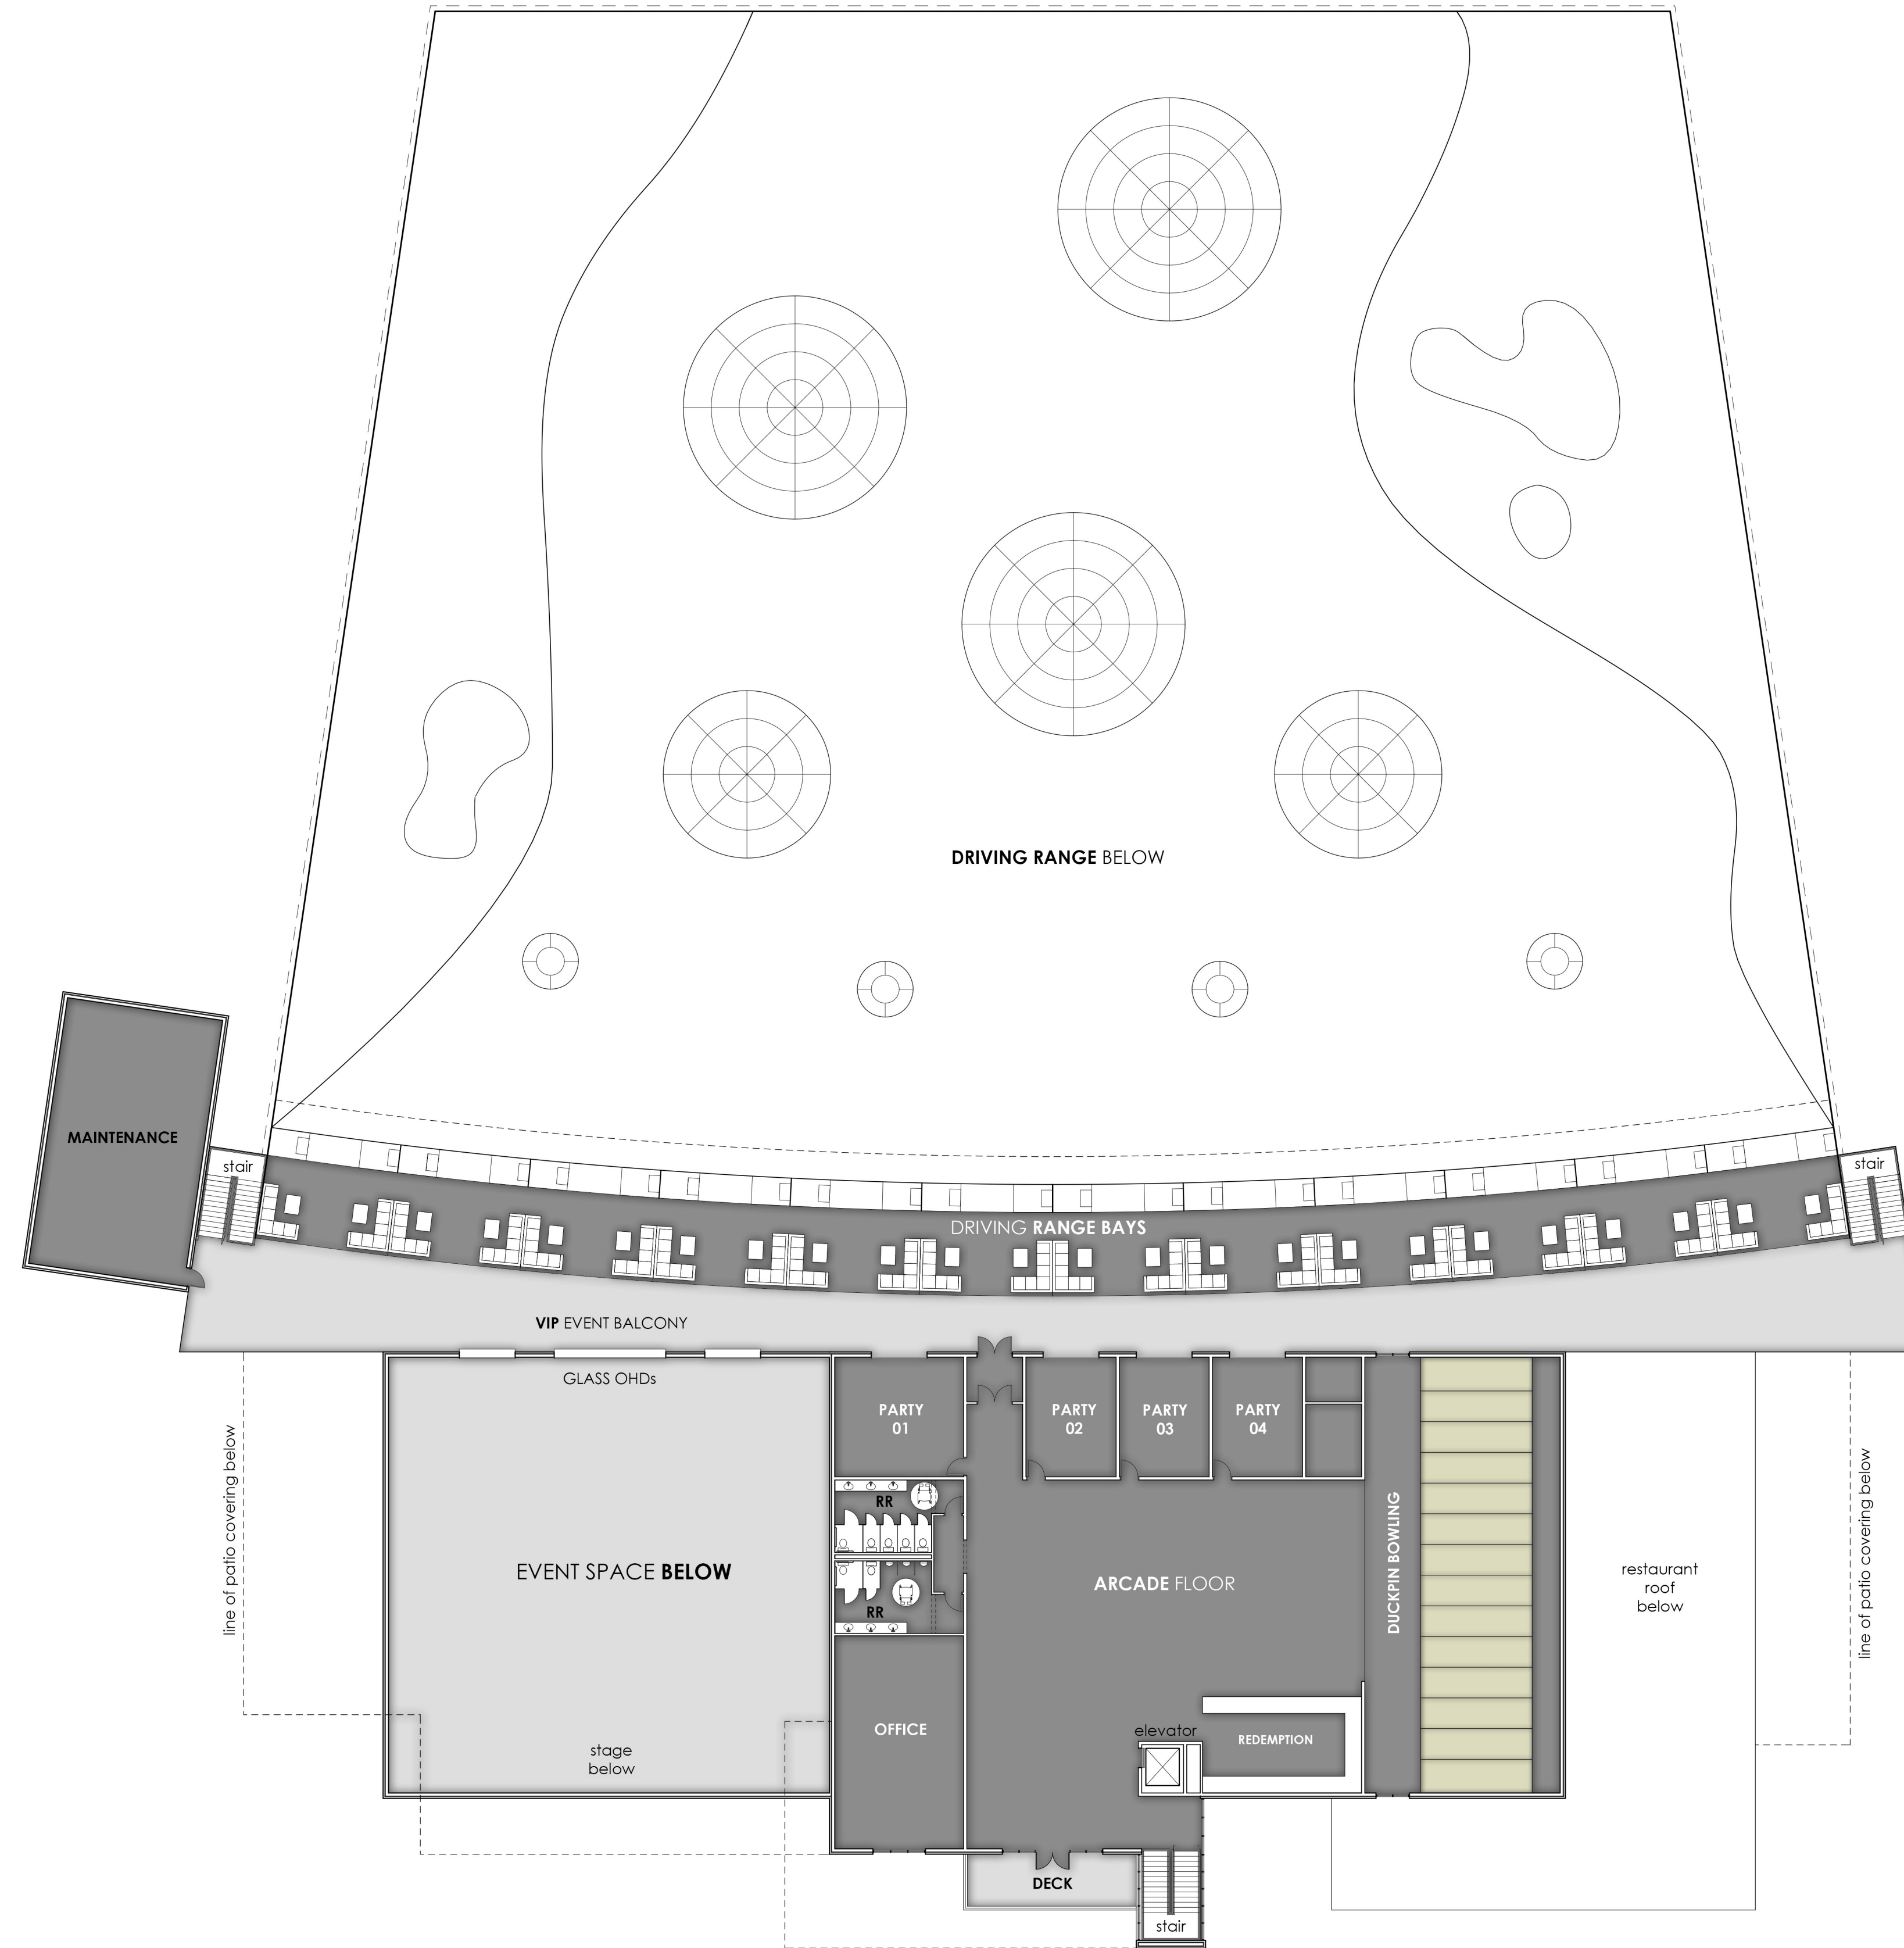 DRIVING RANGE BELOW
MAINTENANCE
stair
stair
DRIVING RANGE BAYS
VIP EVENT BALCONY
GLASS OHDs
PARTY
01
PARTY
02
PARTY
03
PARTY
04
line of patio covering below
RR
EVENT SPACE BELOW
ARCADE FLOOR
DUCKPIN BOWLING
restaurant
roof
below
line of patio covering below
RR
OFFICE
elevator
REDEMPTION
stage
below
DECK
stair